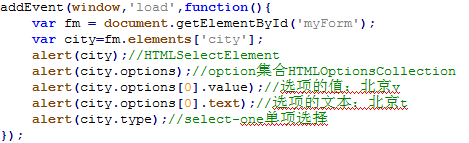 addEvent(window,'load',function(){
var fm = document.getElementById('myForm');
var city=fm.elements['city'];
alert(city);//HTMLSelectElement
alert(city.options);//option集合HTMLOptionsCollection
alert(city.options[0].value);//选项的值：北京v
alert(city.options[0].text);//选项的文本：北京t
alert(city.type);//select-one单项选择
});